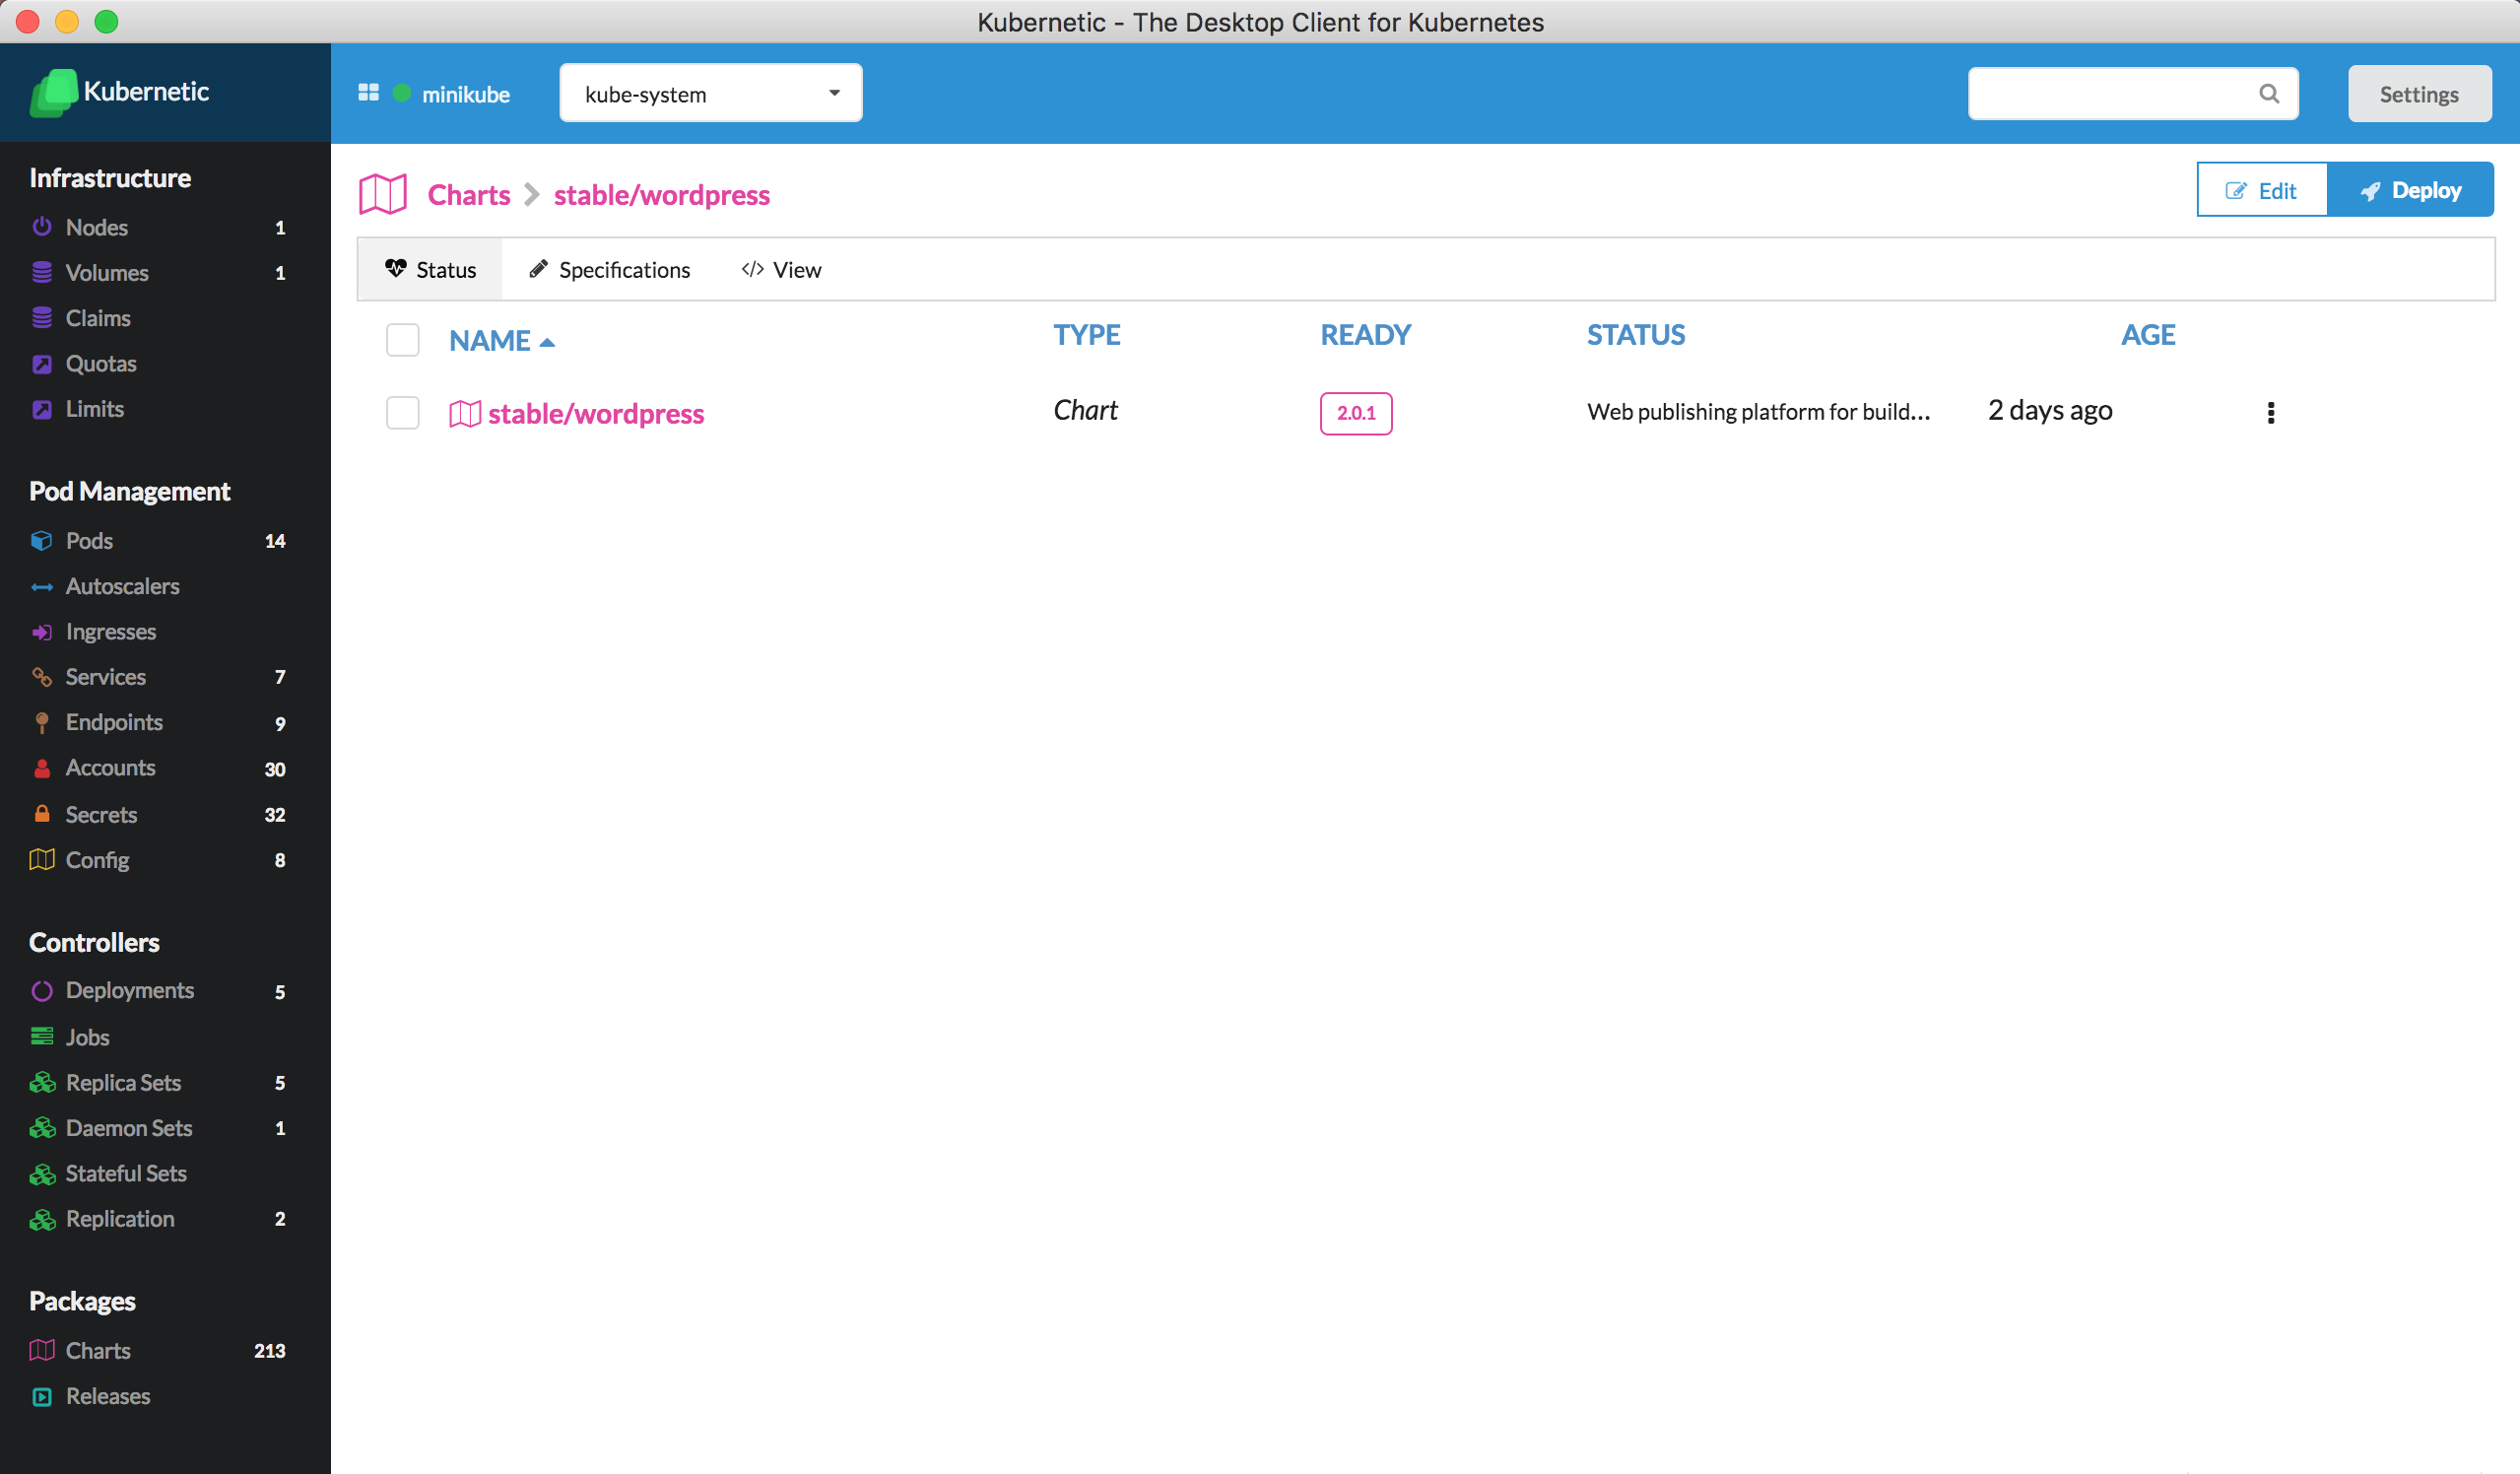 Kubernetic - The Desktop Client for Kubernetes
Kubernetic
minikube
kube-system
Settings
Infrastructure
Nodes 1
Volumes 1
Claims
Quotas
Limits
Pod Management
Pods 14
Autoscalers
Ingresses
Services 7
Endpoints 9
Accounts 30
Secrets 32
Config 8
Controllers
Deployments 5
Jobs
Replica Sets 5
Daemon Sets 1
Stateful Sets
Replication 2
Packages
Charts 213
Releases
Charts stable/wordpress
Edit Deploy
Status Specifications </> View
NAME TYPE READY STATUS AGE
stable/wordpress Chart 2.0.1 Web publishing platform for build... 2 days ago